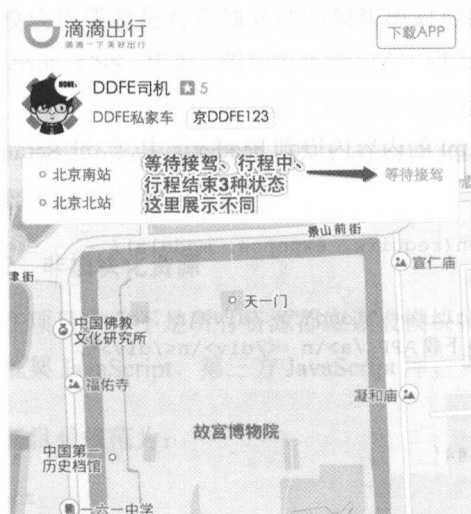 滴滴出行
滴滴一下 美好出行
下载APP
HOME:
DDFE司机 5
DDFE私家车 京DDFE123
北京南站
北京北站
等待接驾、行程中、
行程结束3种状态
这里展示不同
等待接驾
景山前街
津街
宣仁庙
天一门
中国佛教
文化研究所
福佑寺
凝和庙
故宫博物院
中国第一
历史档馆
一六一中学